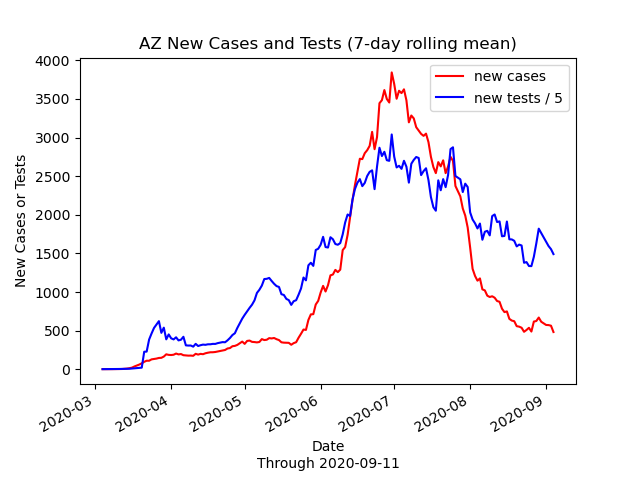 AZ New Cases and Tests (7-day rolling mean)
new cases
new tests / 5
4000
3500
3000
2500
2000
1500
1000
500
0
New Cases or Tests
2020-03
2020-04
2020-05
2020-06
2020-07
2020-08
2020-09
Date
Through 2020-09-11